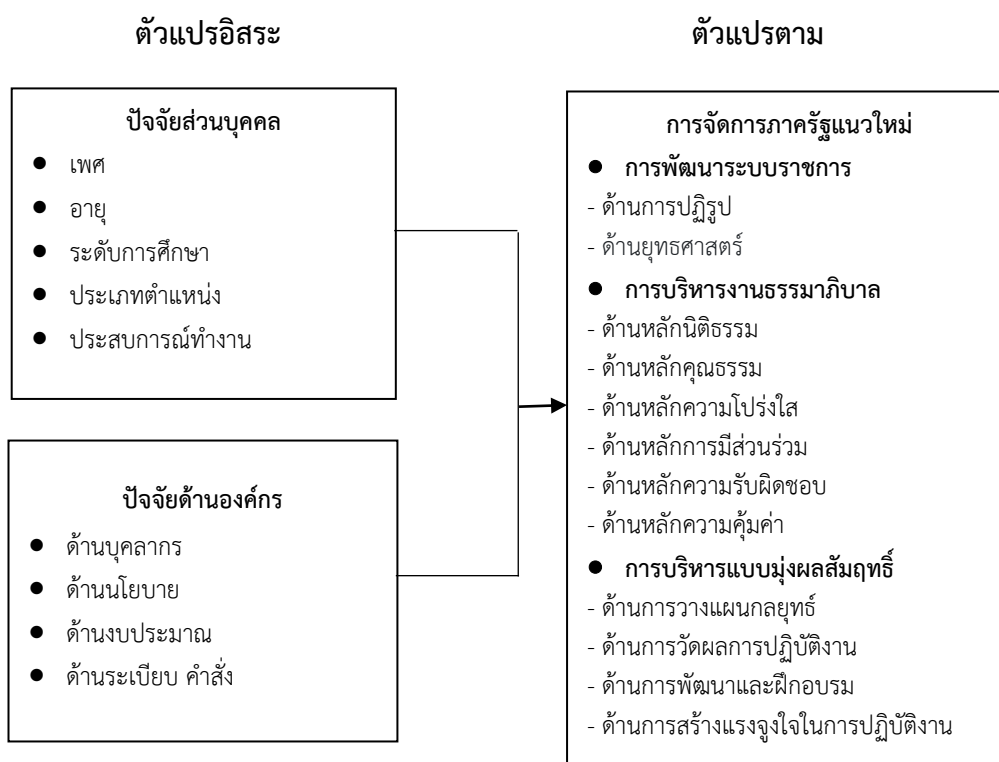 ตัวแปรอิสระ
ตัวแปรตาม
ปัจจัยส่วนบุคคล
● เพศ
● อายุ
● ระดับการศึกษา
● ประเภทตำแหน่ง
● ประสบการณ์ทำงาน
ปัจจัยด้านองค์กร
● ด้านบุคลากร
● ด้านนโยบาย
● ด้านงบประมาณ
● ด้านระเบียบ คำสั่ง
การจัดการภาครัฐแนวใหม่
● การพัฒนาระบบราชการ
- ด้านการปฏิรูป
- ด้านยุทธศาสตร์
● การบริหารงานธรรมาภิบาล
- ด้านหลักนิติธรรม
- ด้านหลักคุณธรรม
- ด้านหลักความโปร่งใส
- ด้านหลักการมีส่วนร่วม
- ด้านหลักความรับผิดชอบ
- ด้านหลักความคุ้มค่า
● การบริหารแบบมุ่งผลสัมฤทธิ์
- ด้านการวางแผนกลยุทธ์
- ด้านการวัดผลการปฏิบัติงาน
- ด้านการพัฒนาและฝึกอบรม
- ด้านการสร้างแรงจูงใจในการปฏิบัติงาน